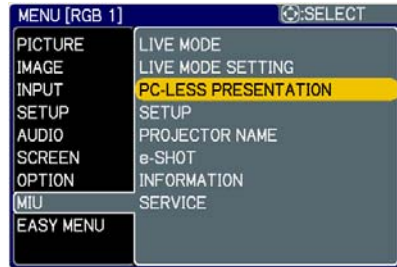 MENU [RGB 1] :SELECT
PICTURE
IMAGE
INPUT
SETUP
AUDIO
SCREEN
OPTION
MIU
EASY MENU
LIVE MODE
LIVE MODE SETTING
PC-LESS PRESENTATION
SETUP
PROJECTOR NAME
e-SHOT
INFORMATION
SERVICE